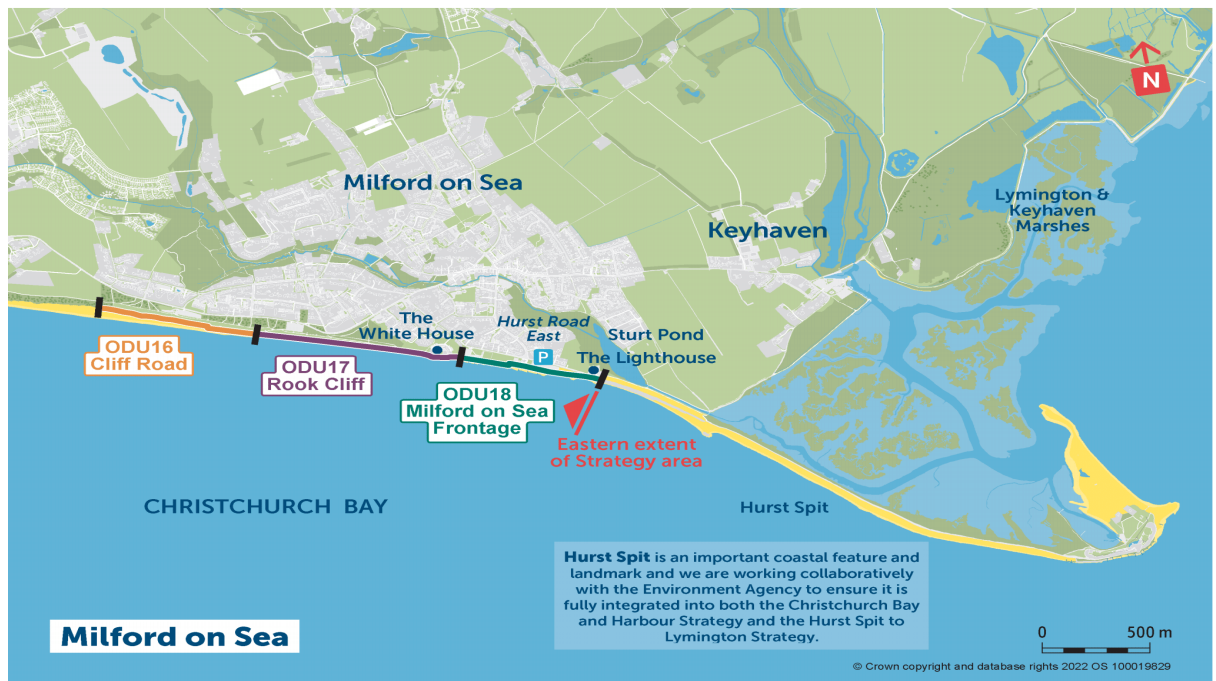 N
Milford on Sea
Lymington &
Keyhaven
Marshes
Keyhaven
The
White House
Hurst Road
East
Sturt Pond
P
The Lighthouse
ODU16
Cliff Road
ODU17
Rook Cliff
ODU18
Milford on Sea
Frontage
Eastern extent
of Strategy area
CHRISTCHURCH BAY
Hurst Spit
Hurst Spit is an important coastal feature and
landmark and we are working collaboratively
with the Environment Agency to ensure it is
fully integrated into both the Christchurch Bay
and Harbour Strategy and the Hurst Spit to
Lymington Strategy.
Milford on Sea
0 500 m
© Crown copyright and database rights 2022 OS 100019829